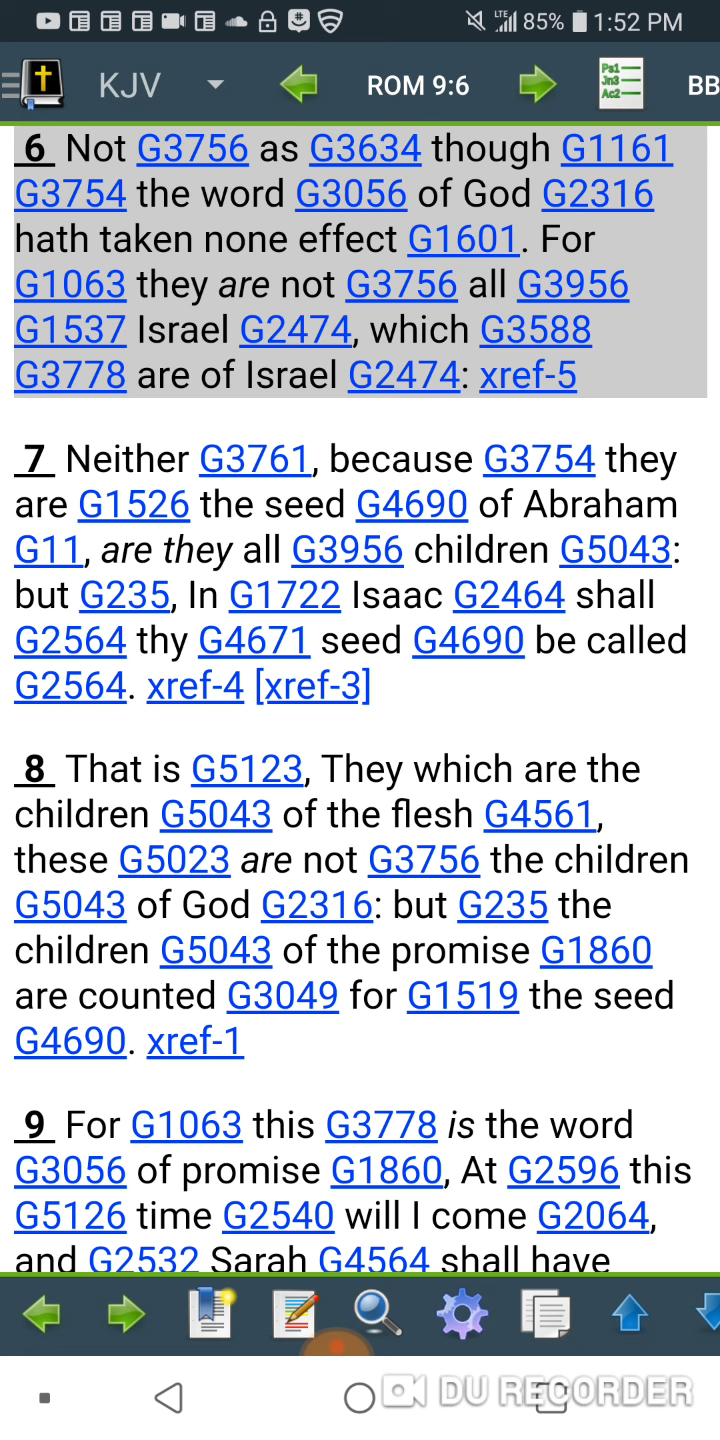 LTE 85% 1:52 PM
KJV ROM 9:6 Ps1 Jn3 Ac2 BB
6 Not G3756 as G3634 though G1161
G3754 the word G3056 of God G2316
hath taken none effect G1601. For
G1063 they are not G3756 all G3956
G1537 Israel G2474, which G3588
G3778 are of Israel G2474: xref-5
7 Neither G3761, because G3754 they
are G1526 the seed G4690 of Abraham
G11, are they all G3956 children G5043:
but G235, In G1722 Isaac G2464 shall
G2564 thy G4671 seed G4690 be called
G2564. xref-4 [xref-3]
8 That is G5123, They which are the
children G5043 of the flesh G4561,
these G5023 are not G3756 the children
G5043 of God G2316: but G235 the
children G5043 of the promise G1860
are counted G3049 for G1519 the seed
G4690. xref-1
9 For G1063 this G3778 is the word
G3056 of promise G1860, At G2596 this
G5126 time G2540 will I come G2064,
and G2532 Sarah G4564 shall have
DU RECORDER